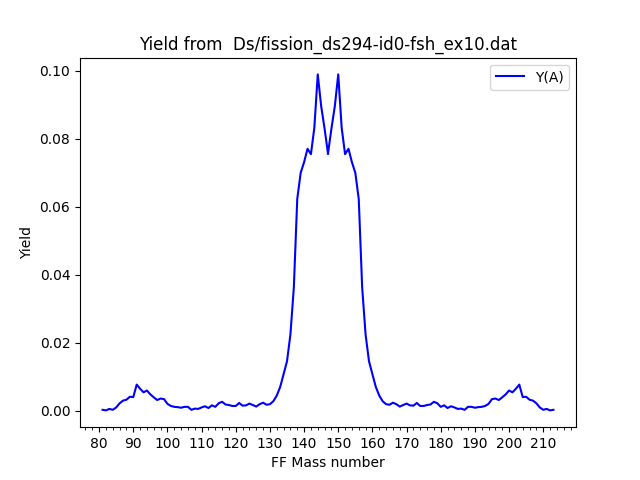 Yield from  Ds/fission_ds294-id0-fsh_ex10.dat
Y(A)
0.10
0.08
0.06
0.04
0.02
0.00
Yield
80 90 100 110 120 130 140 150 160 170 180 190 200 210
FF Mass number